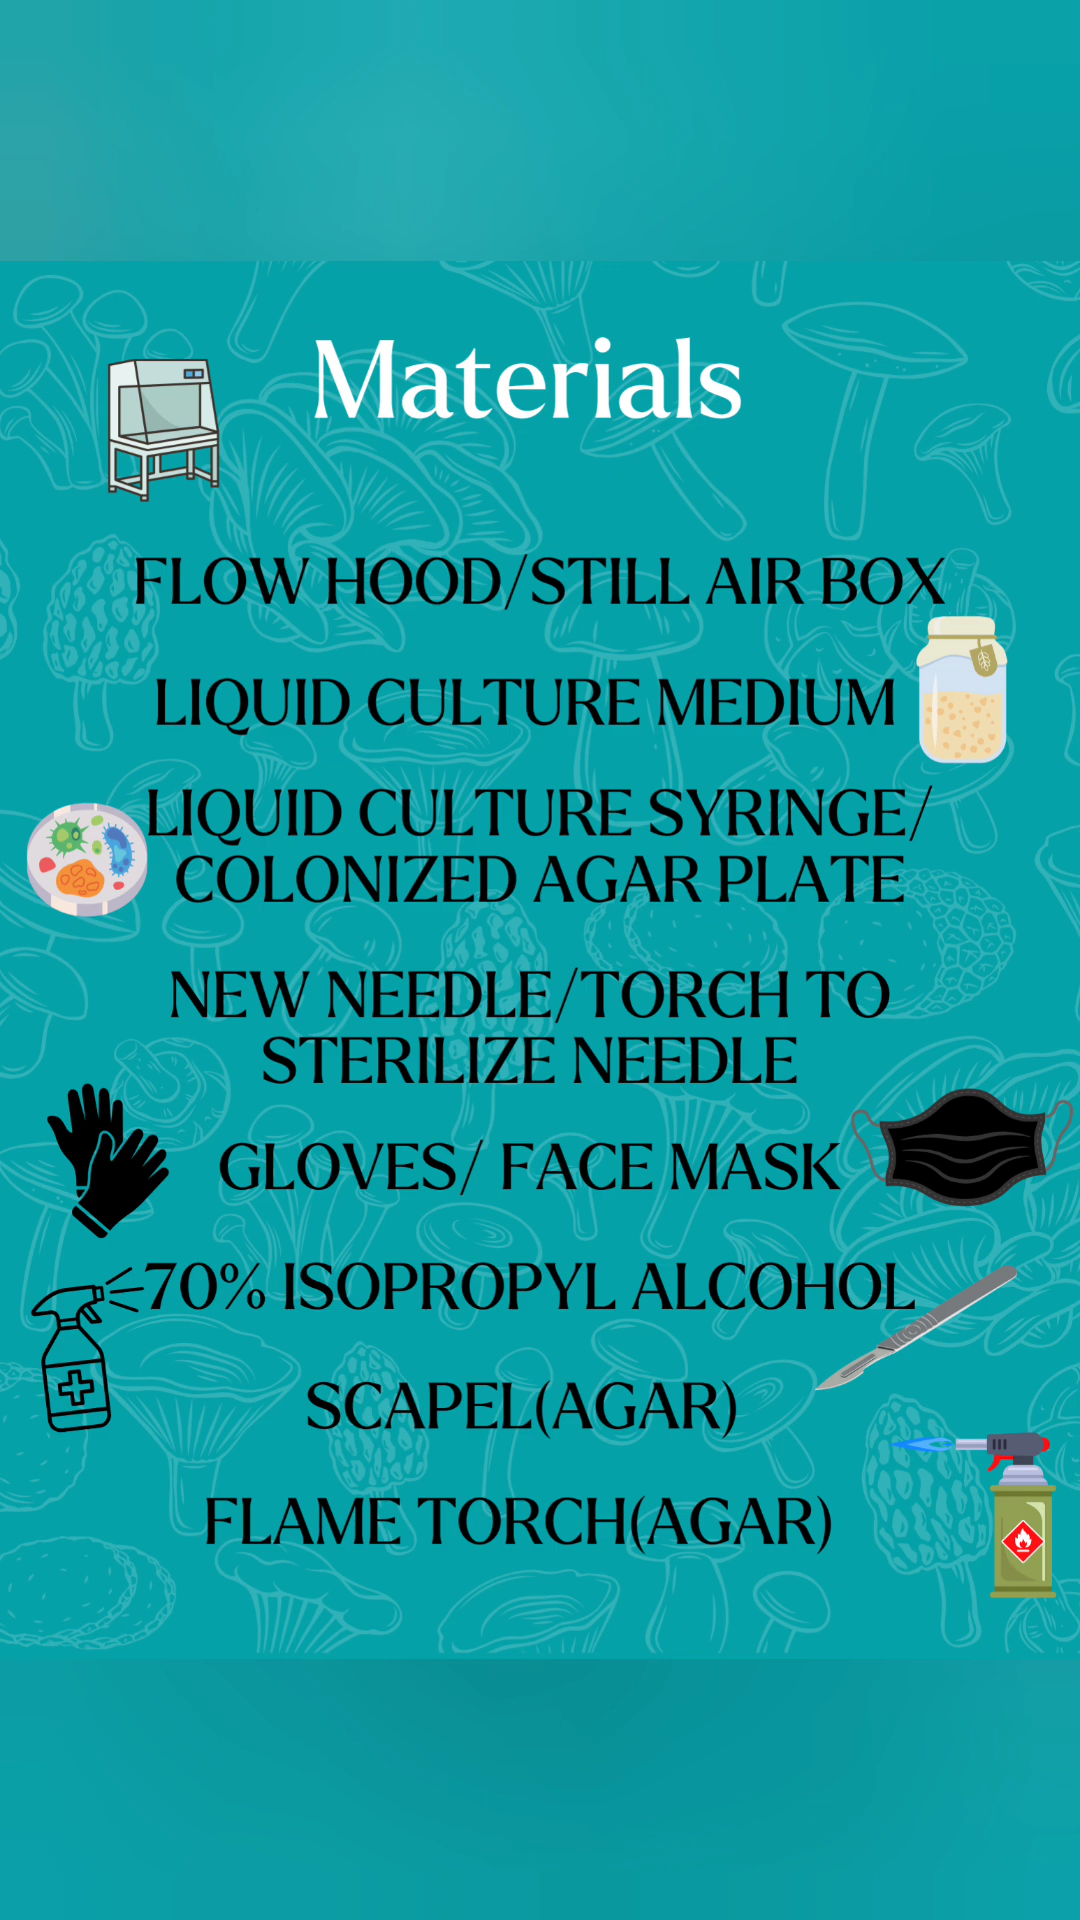 Materials
FLOW HOOD/STILL AIR BOX
LIQUID CULTURE MEDIUM
LIQUID CULTURE SYRINGE/
COLONIZED AGAR PLATE
NEW NEEDLE/TORCH TO
STERILIZE NEEDLE
GLOVES/ FACE MASK
70% ISOPROPYL ALCOHOL
SCAPEL(AGAR)
FLAME TORCH(AGAR)